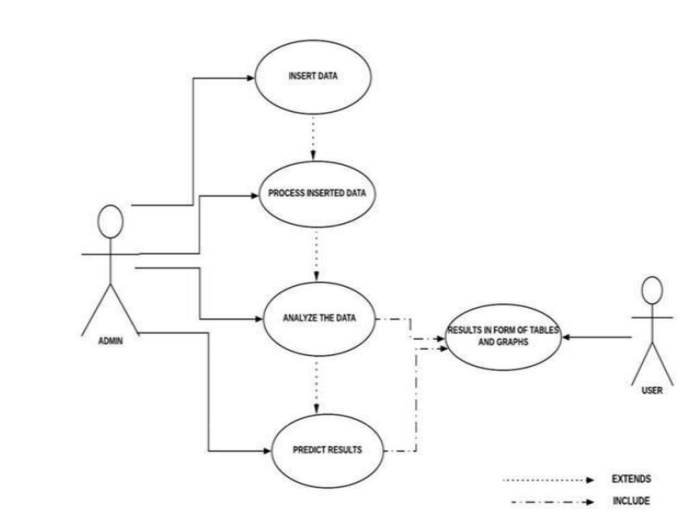 INSERT DATA
PROCESS INSERTED DATA
ANALYZE THE DATA
RESULTS IN FORM OF TABLES
AND GRAPHS
ADMIN
USER
PREDICT RESULTS
EXTENDS
INCLUDE